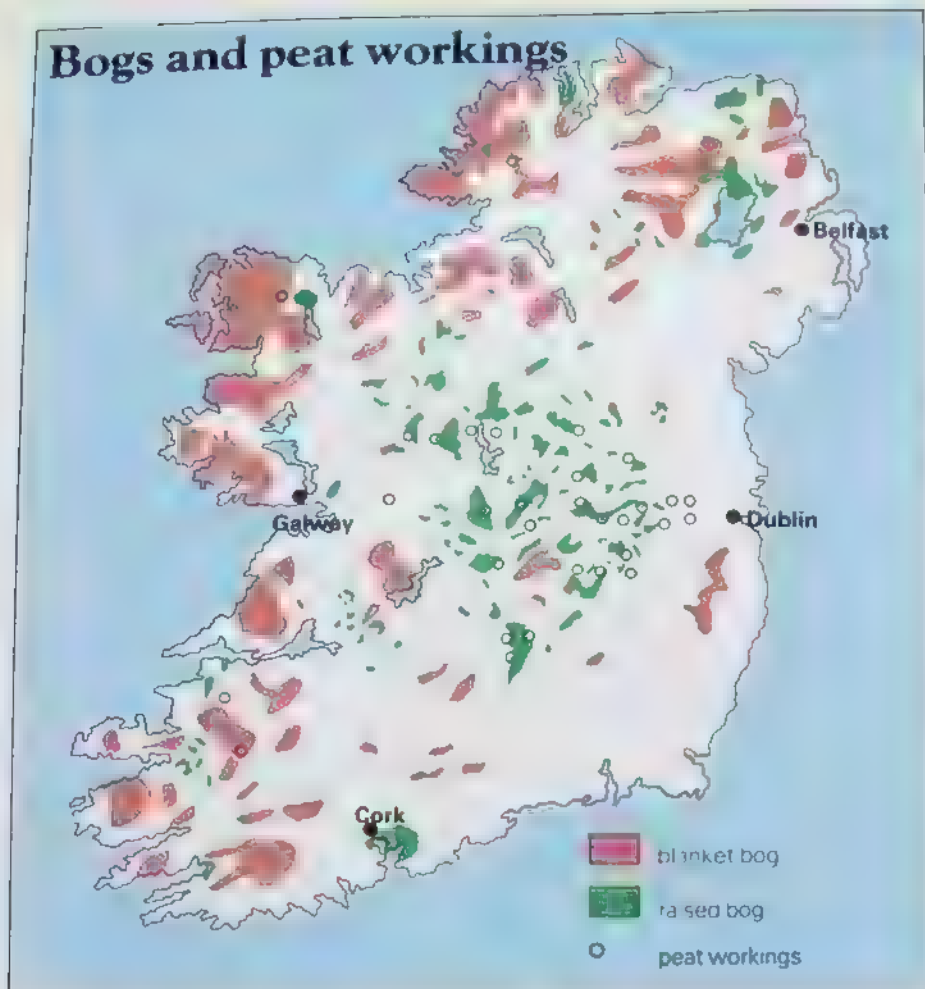 Bogs and peat workings
Belfast
Galway
Dublin
Cork
blanket bog
raised bog
peat workings